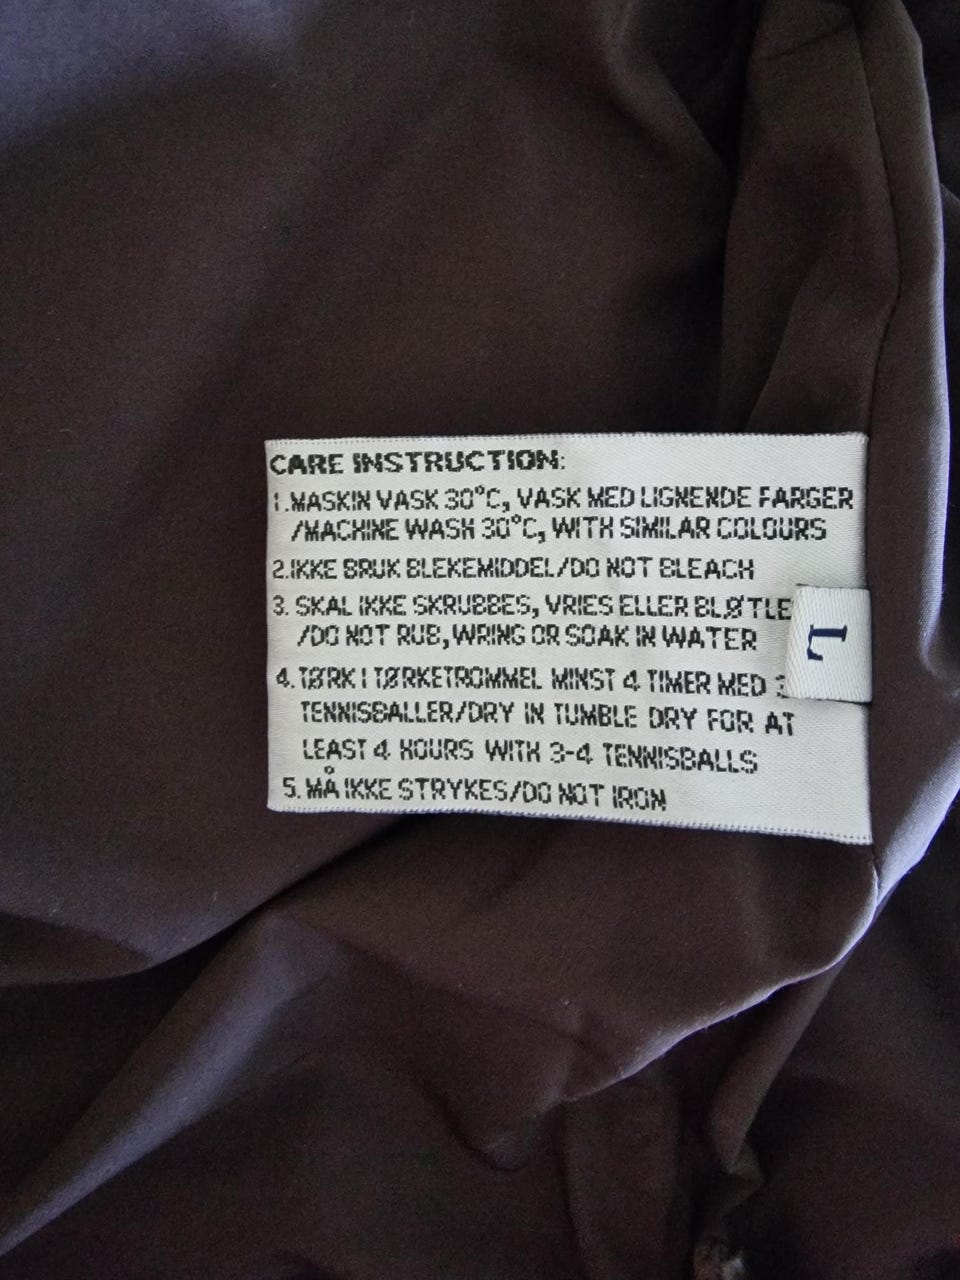 CARE INSTRUCTION:
1.MASKIN VASK 30°C, VASK MED LIGNENDE FARGER
/MACHINE WASH 30°C, WITH SIMILAR COLOURS
2.IKKE BRUK BLEKEMIDDEL/DO NOT BLEACH
3. SKAL IKKE SKRUBBES, VRIES ELLER BLØTLE
/DO NOT RUB, WRING OR SOAK IN WATER
4. TØRK I TØRKETROMMEL MINST 4 TIMER MED
TENNISBALLER/DRY IN TUMBLE DRY FOR AT
LEAST 4 HOURS WITH 3-4 TENNISBALLS
5. MÅ IKKE STRYKES/DO NOT IRON
L